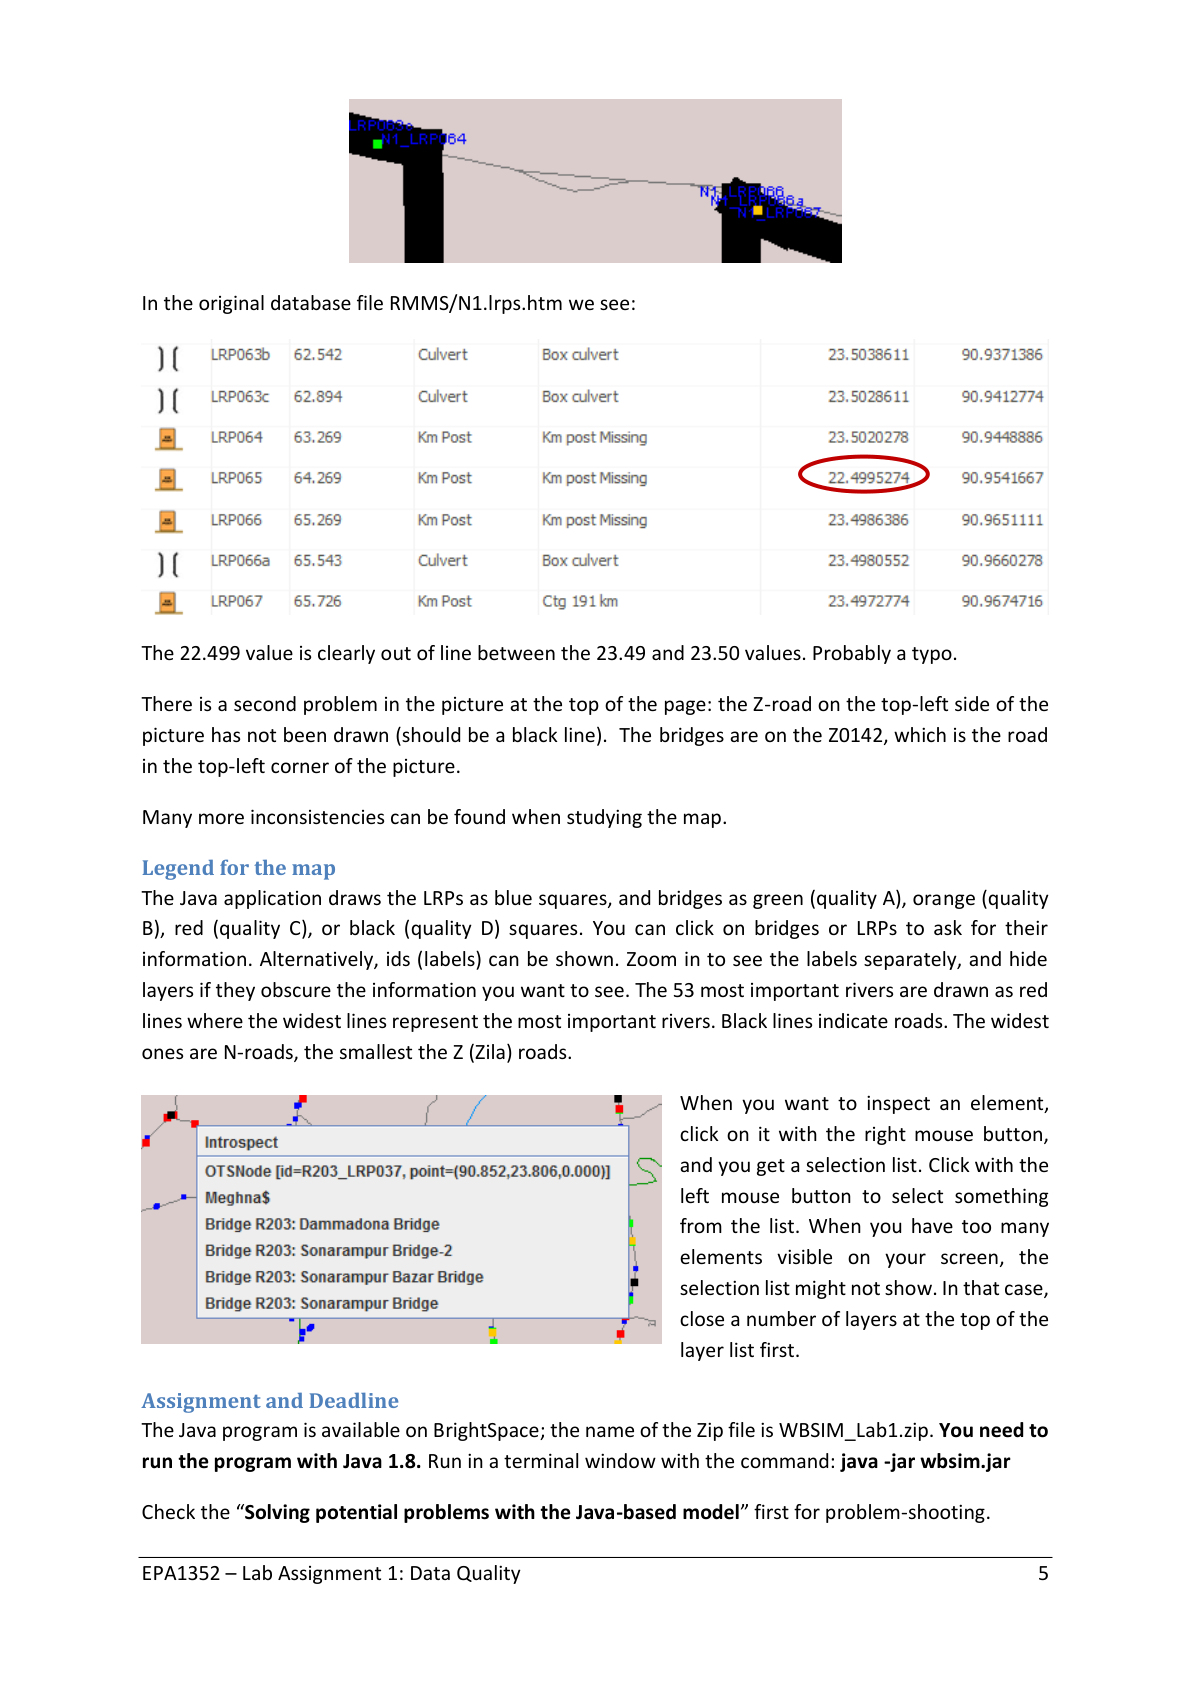 LRP063c
N1_LRP064
N1_LRP066
N1_LRP066a
N1_LRP067
In the original database file RMMS/N1.lrps.htm we see:
LRP063b 62.542 Culvert Box culvert 23.5038611 90.9371386
LRP063c 62.894 Culvert Box culvert 23.5028611 90.9412774
LRP064 63.269 Km Post Km post Missing 23.5020278 90.9448886
LRP065 64.269 Km Post Km post Missing 22.4995274 90.9541667
LRP066 65.269 Km Post Km post Missing 23.4986386 90.9651111
LRP066a 65.543 Culvert Box culvert 23.4980552 90.9660278
LRP067 65.726 Km Post Ctg 191 km 23.4972774 90.9674716
The 22.499 value is clearly out of line between the 23.49 and 23.50 values. Probably a typo.
There is a second problem in the picture at the top of the page: the Z-road on the top-left side of the
picture has not been drawn (should be a black line). The bridges are on the Z0142, which is the road
in the top-left corner of the picture.
Many more inconsistencies can be found when studying the map.
Legend for the map
The Java application draws the LRPs as blue squares, and bridges as green (quality A), orange (quality
B), red (quality C), or black (quality D) squares. You can click on bridges or LRPs to ask for their
information. Alternatively, ids (labels) can be shown. Zoom in to see the labels separately, and hide
layers if they obscure the information you want to see. The 53 most important rivers are drawn as red
lines where the widest lines represent the most important rivers. Black lines indicate roads. The widest
ones are N-roads, the smallest the Z (Zila) roads.
Introspect
OTSNode [id=R203_LRP037, point=(90.852,23.806,0.000)]
Meghna$
Bridge R203: Dammadona Bridge
Bridge R203: Sonarampur Bridge-2
Bridge R203: Sonarampur Bazar Bridge
Bridge R203: Sonarampur Bridge
When you want to inspect an element,
click on it with the right mouse button,
and you get a selection list. Click with the
left mouse button to select something
from the list. When you have too many
elements visible on your screen, the
selection list might not show. In that case,
close a number of layers at the top of the
layer list first.
Assignment and Deadline
The Java program is available on BrightSpace; the name of the Zip file is WBSIM_Lab1.zip. You need to
run the program with Java 1.8. Run in a terminal window with the command: java -jar wbsim.jar
Check the “Solving potential problems with the Java-based model” first for problem-shooting.
EPA1352 – Lab Assignment 1: Data Quality 5